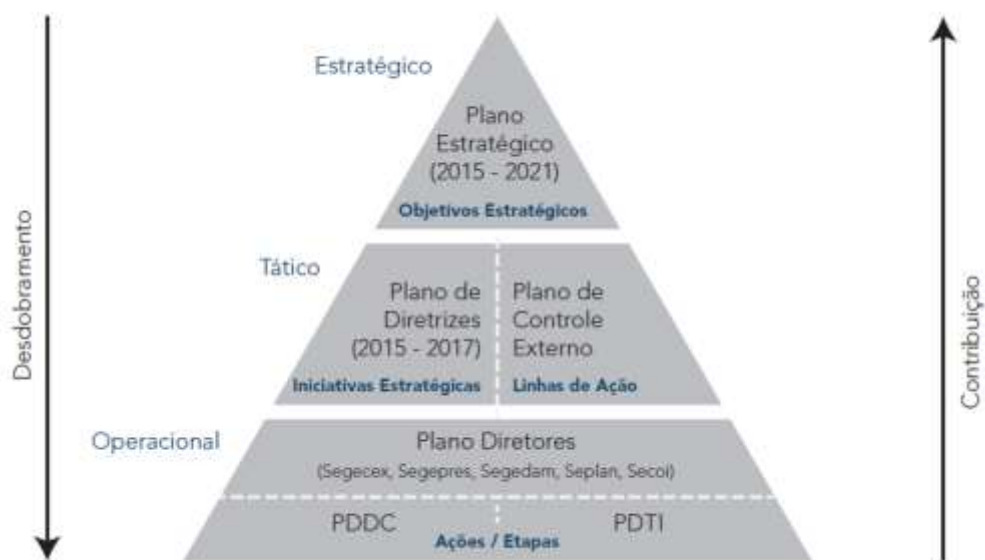 Estratégico
Plano
Estratégico
(2015 - 2021)
Objetivos Estratégicos
Desdobramento
Contribuição
Tático
Plano de
Diretrizes
(2015 - 2017)
Iniciativas Estratégicas
Plano de
Controle
Externo
Linhas de Ação
Operacional
Plano Diretores
(Segecex, Segepres, Segedam, Seplan, Secoi)
PDDC
PDTI
Ações / Etapas